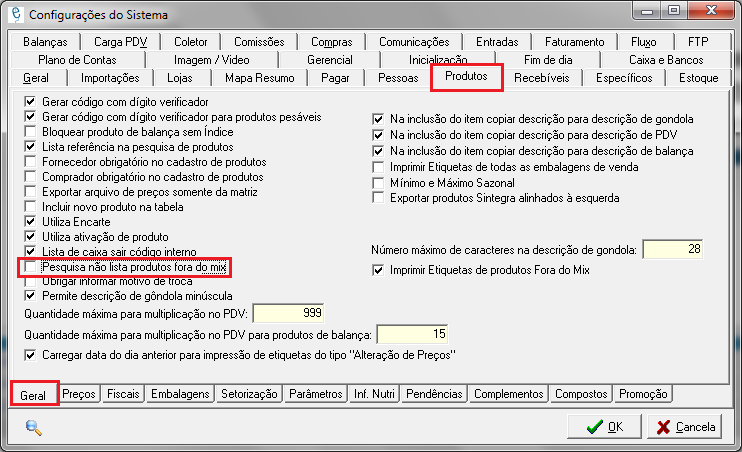 Configurações do Sistema
Balanças Carga PDV Coletor Comissões Compras Comunicações Entradas Faturamento Fluxo FTP
Plano de Contas Imagem / Video Gerencial Inicialização Fim de dia Caixa e Bancos
Geral Importações Lojas Mapa Resumo Pagar Pessoas Produtos Recebíveis Específicos Estoque
Gerar código com dígito verificador
Gerar código com dígito verificador para produtos pesáveis
Bloquear produto de balança sem Índice
Lista referência na pesquisa de produtos
Fornecedor obrigatório no cadastro de produtos
Comprador obrigatório no cadastro de produtos
Exportar arquivo de preços somente da matriz
Incluir novo produto na tabela
Utiliza Encarte
Utiliza ativação de produto
Lista de caixa sair código interno
Pesquisa não lista produtos fora do mix
Obrigar informar motivo de troca
Permite descrição de gôndola minúscula
Quantidade máxima para multiplicação no PDV: 999
Quantidade máxima para multiplicação no PDV para produtos de balança: 15
Carregar data do dia anterior para impressão de etiquetas do tipo "Alteração de Preços"
Na inclusão do item copiar descrição para descrição de gondola
Na inclusão do item copiar descrição para descrição de PDV
Na inclusão do item copiar descrição para descrição de balança
Imprimir Etiquetas de todas as embalagens de venda
Mínimo e Máximo Sazonal
Exportar produtos Sintegra alinhados à esquerda
Número máximo de caracteres na descrição de gondola: 28
Imprimir Etiquetas de produtos Fora do Mix
Geral Preços Fiscais Embalagens Setorização Parâmetros Inf. Nutri Pendências Complementos Compostos Promoção
OK Cancela